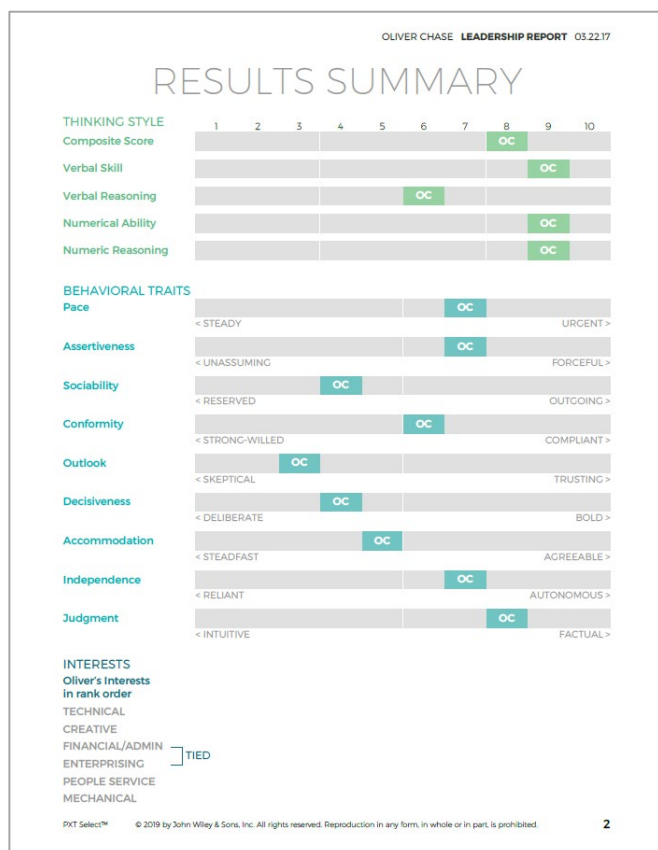 OLIVER CHASE LEADERSHIP REPORT 03.22.17
RESULTS SUMMARY
THINKING STYLE 1 2 3 4 5 6 7 8 9 10
Composite Score OC
Verbal Skill OC
Verbal Reasoning OC
Numerical Ability OC
Numeric Reasoning OC
BEHAVIORAL TRAITS
Pace OC
< STEADY URGENT >
Assertiveness OC
< UNASSUMING FORCEFUL >
Sociability OC
< RESERVED OUTGOING >
Conformity OC
< STRONG-WILLED COMPLIANT >
Outlook OC
< SKEPTICAL TRUSTING >
Decisiveness OC
< DELIBERATE BOLD >
Accommodation OC
< STEADFAST AGREEABLE >
Independence OC
< RELIANT AUTONOMOUS >
Judgment OC
< INTUITIVE FACTUAL >
INTERESTS
Oliver's Interests
in rank order
TECHNICAL
CREATIVE
FINANCIAL/ADMIN
TIED
ENTERPRISING
PEOPLE SERVICE
MECHANICAL
PXT Select™ © 2019 by John Wiley & Sons, Inc. All rights reserved. Reproduction in any form, in whole or in part, is prohibited. 2